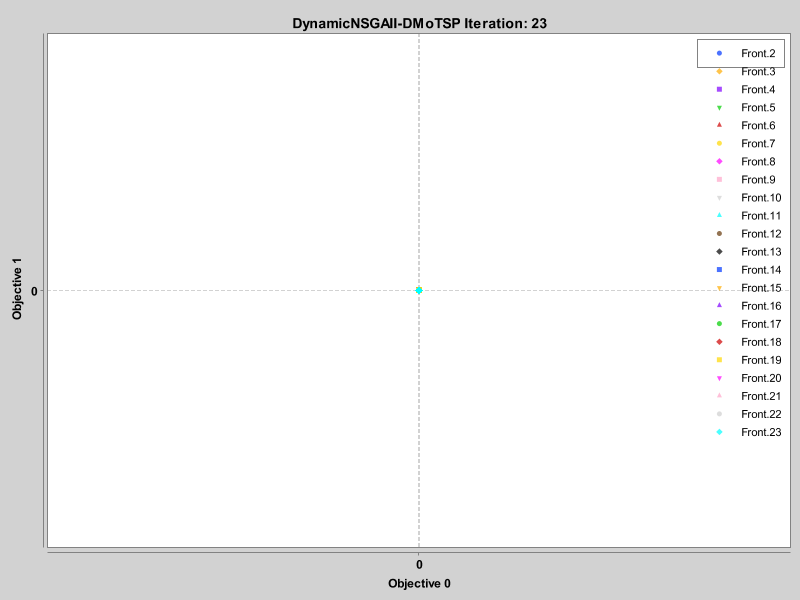 DynamicNSGAII-DMoTSP Iteration: 23
Front.2
Front.3
Front.4
Front.5
Front.6
Front.7
Front.8
Front.9
Front.10
Front.11
Front.12
Front.13
Front.14
Front.15
Front.16
Front.17
Front.18
Front.19
Front.20
Front.21
Front.22
Front.23
Objective 1
0
0
Objective 0